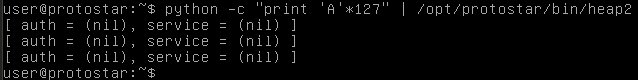 user@protostar:~$ python -c "print 'A'*127" | /opt/protostar/bin/heap2
[ auth = (nil), service = (nil) ]
[ auth = (nil), service = (nil) ]
[ auth = (nil), service = (nil) ]
user@protostar:~$